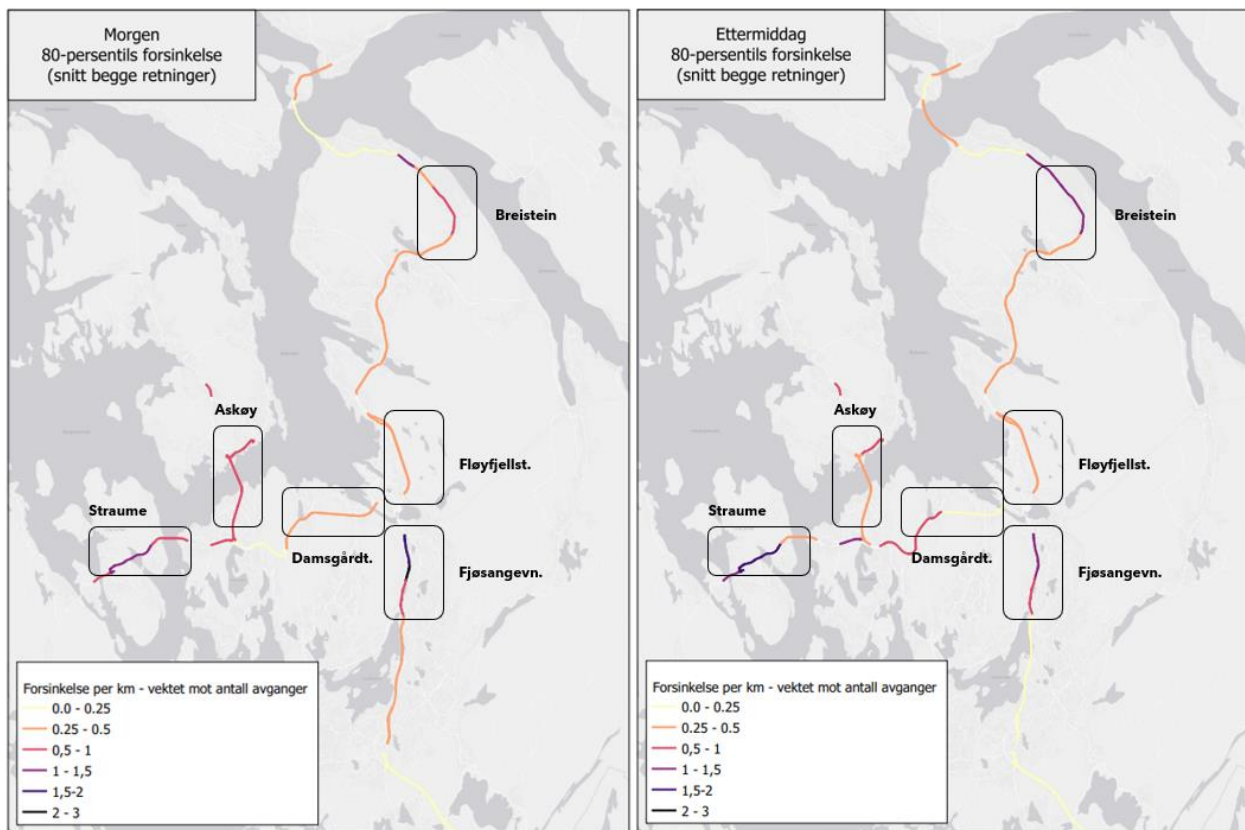 Morgen
80-persentils forsinkelse
(snitt begge retninger)
Breistein
Askøy
Fløyfjellst.
Straume
Damsgårdt.
Fjøsangevn.
Forsinkelse per km - vektet mot antall avganger
0.0 - 0.25
0.25 - 0.5
0,5 - 1
1 - 1,5
1,5-2
2 - 3
Ettermiddag
80-persentils forsinkelse
(snitt begge retninger)
Breistein
Askøy
Fløyfjellst.
Straume
Damsgårdt.
Fjøsangevn.
Forsinkelse per km - vektet mot antall avganger
0.0 - 0.25
0.25 - 0.5
0,5 - 1
1 - 1,5
1,5-2
2 - 3